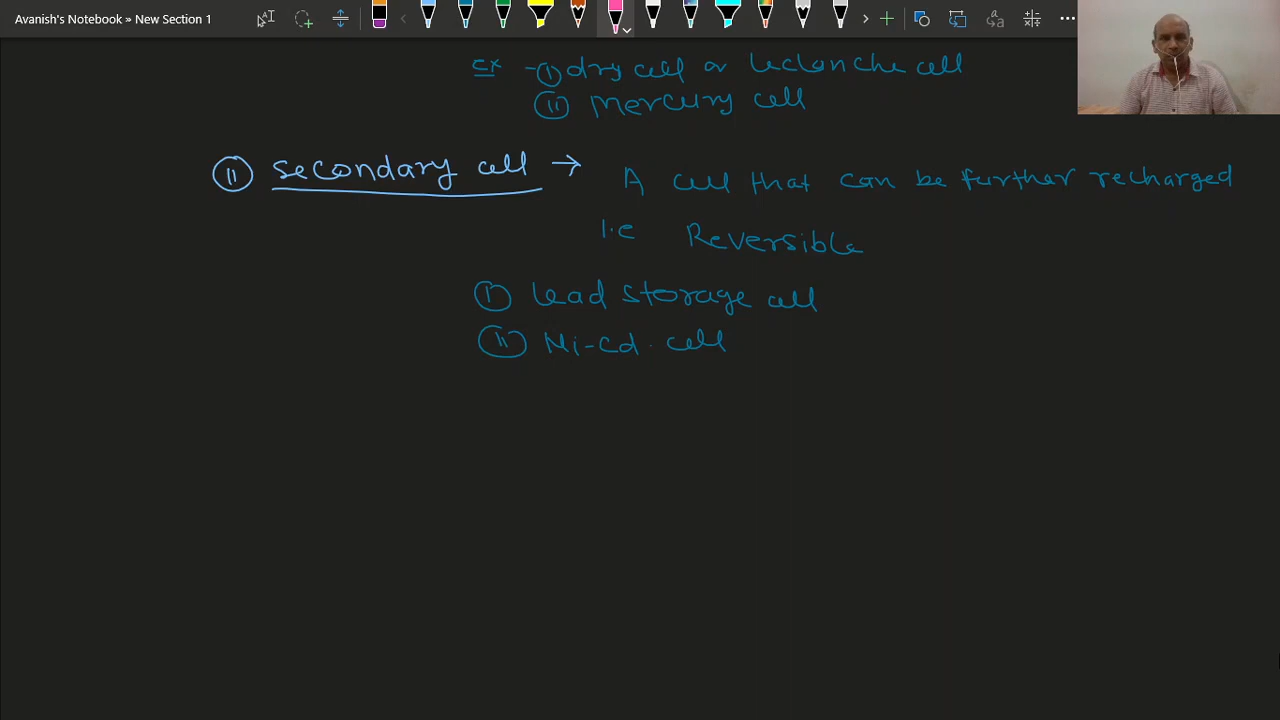 Avanish's Notebook » New Section 1
Ex - (i) dry cell or leclanche cell
(ii) Mercury cell
(ii) Secondary cell → A cell that can be further recharged
i.e Reversible
(i) lead storage cell
(ii) Ni-Cd. cell